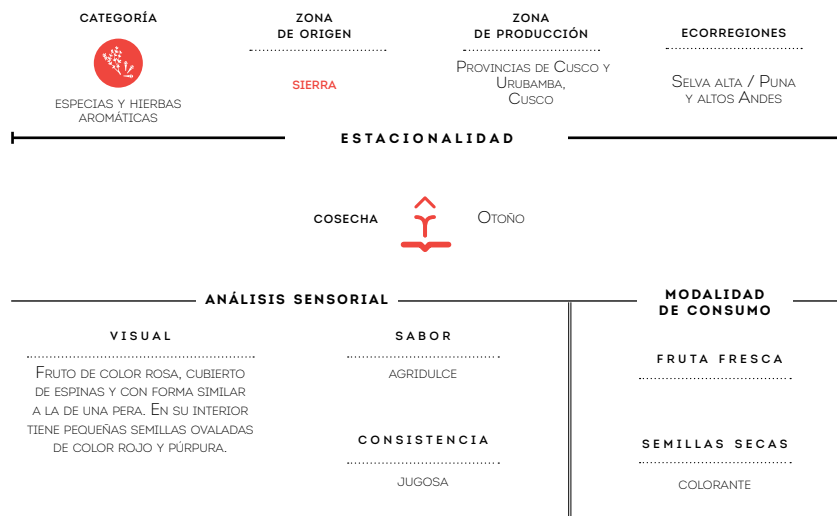 CATEGORÍA
ESPECIAS Y HIERBAS
AROMÁTICAS
ZONA
DE ORIGEN
SIERRA
ZONA
DE PRODUCCIÓN
Provincias de Cusco y
Urubamba,
Cusco
ECORREGIONES
Selva alta / Puna
y altos Andes
ESTACIONALIDAD
COSECHA
Otoño
ANÁLISIS SENSORIAL
VISUAL
Fruto de color rosa, cubierto
de espinas y con forma similar
a la de una pera. En su interior
tiene pequeñas semillas ovaladas
de color rojo y púrpura.
SABOR
AGRIDULCE
CONSISTENCIA
JUGOSA
MODALIDAD
DE CONSUMO
FRUTA FRESCA
SEMILLAS SECAS
COLORANTE